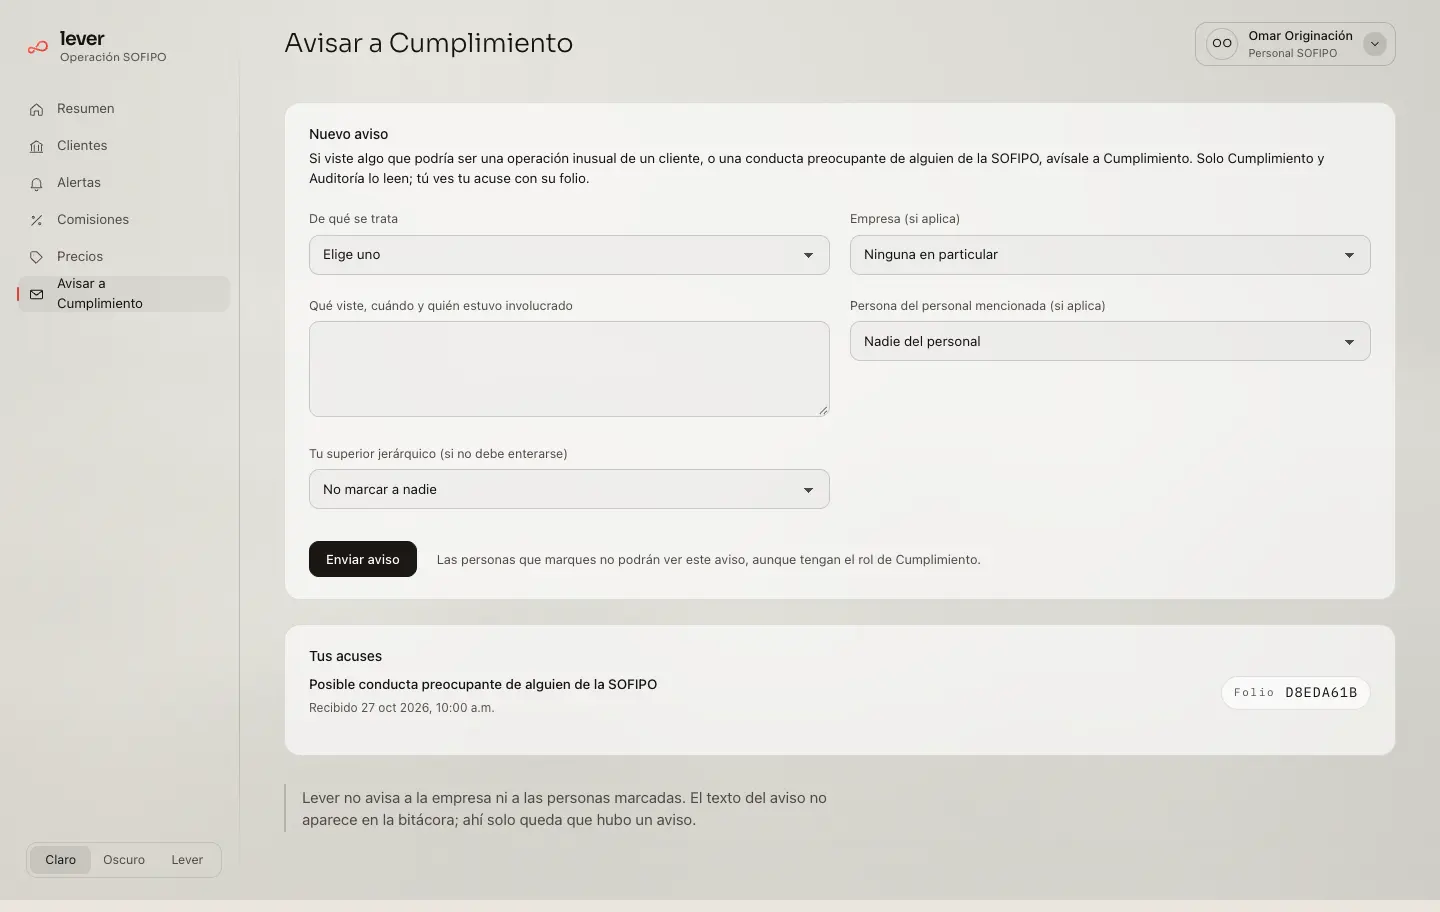 lever
Operación SOFIPO
Resumen
Clientes
Alertas
Comisiones
Precios
Avisar a
Cumplimiento
Claro
Oscuro
Lever
Avisar a Cumplimiento
OO
Omar Originación
Personal SOFIPO
Nuevo aviso
Si viste algo que podría ser una operación inusual de un cliente, o una conducta preocupante de alguien de la SOFIPO, avísale a Cumplimiento. Solo Cumplimiento y
Auditoría lo leen; tú ves tu acuse con su folio.
De qué se trata
Elige uno
Empresa (si aplica)
Ninguna en particular
Qué viste, cuándo y quién estuvo involucrado
Persona del personal mencionada (si aplica)
Nadie del personal
Tu superior jerárquico (si no debe enterarse)
No marcar a nadie
Enviar aviso
Las personas que marques no podrán ver este aviso, aunque tengan el rol de Cumplimiento.
Tus acuses
Posible conducta preocupante de alguien de la SOFIPO
Recibido 27 oct 2026, 10:00 a.m.
Folio D8EDA61B
Lever no avisa a la empresa ni a las personas marcadas. El texto del aviso no
aparece en la bitácora; ahí solo queda que hubo un aviso.